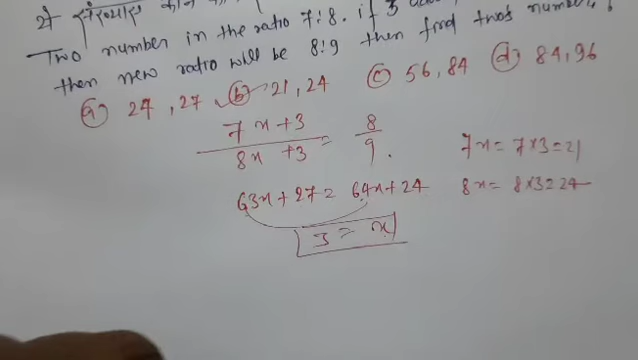 दो संख्याएं
Two number in the ratio 7:8. if 3
then new ratio will be 8:9 then find twos number
(a) 24, 27 (b) 21, 24 (c) 56, 84 (d) 84, 96
7x+3 / 8x+3 = 8 / 9.
7x = 7×3=21
63x+27= 64x+24
8x= 8×3=24
3 = x